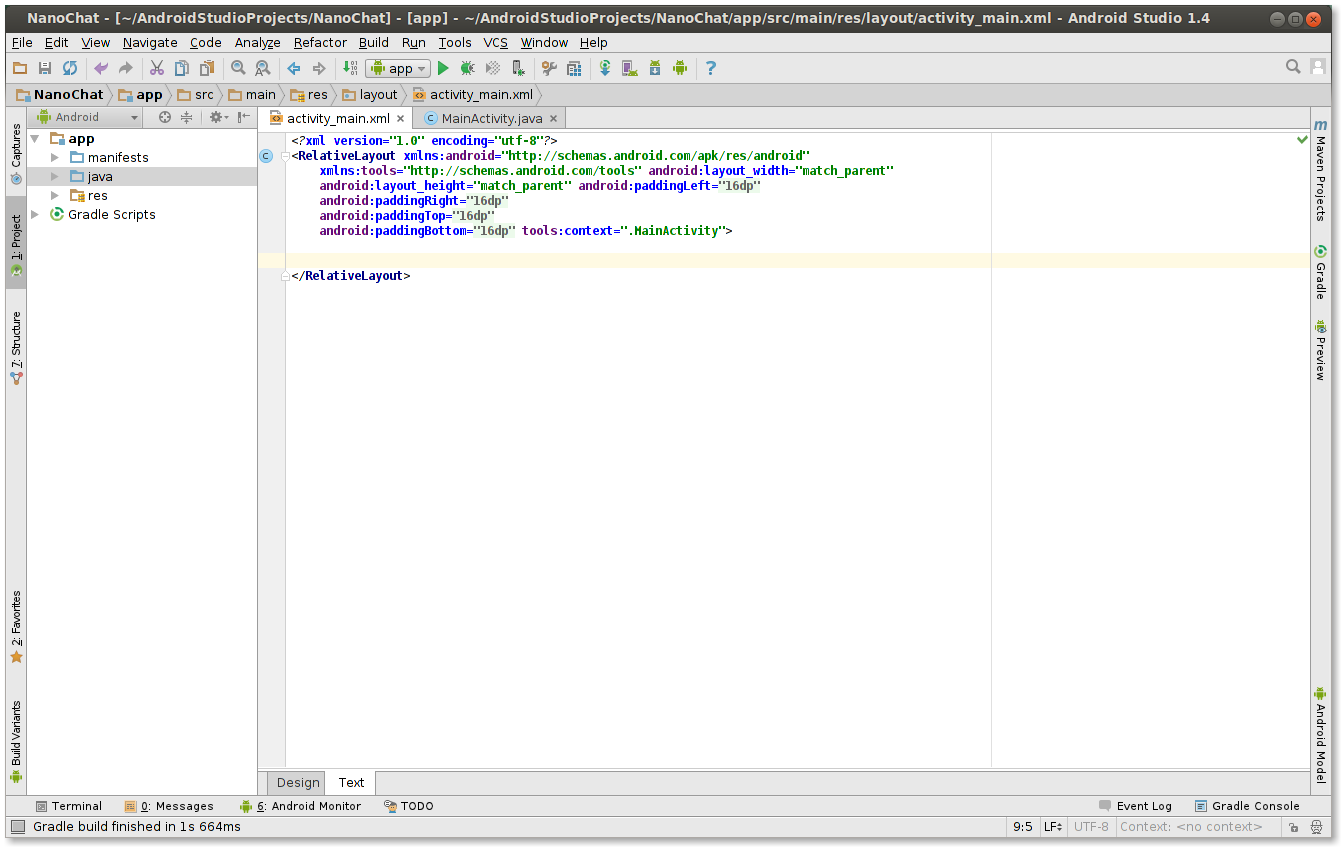 NanoChat - [~/AndroidStudioProjects/NanoChat] - [app] - ~/AndroidStudioProjects/NanoChat/app/src/main/res/layout/activity_main.xml - Android Studio 1.4
File Edit View Navigate Code Analyze Refactor Build Run Tools VCS Window Help
app
NanoChat app src main res layout activity_main.xml
Android
activity_main.xml MainActivity.java
Captures
1: Project
7: Structure
2: Favorites
Build Variants
app
manifests
java
res
Gradle Scripts
<?xml version="1.0" encoding="utf-8"?>
<RelativeLayout xmlns:android="http://schemas.android.com/apk/res/android"
xmlns:tools="http://schemas.android.com/tools" android:layout_width="match_parent"
android:layout_height="match_parent" android:paddingLeft="16dp"
android:paddingRight="16dp"
android:paddingTop="16dp"
android:paddingBottom="16dp" tools:context=".MainActivity">
</RelativeLayout>
m Maven Projects
Gradle
Preview
Android Model
Design Text
Terminal 0: Messages 6: Android Monitor TODO Event Log Gradle Console
Gradle build finished in 1s 664ms 9:5 LF UTF-8 Context: <no context>